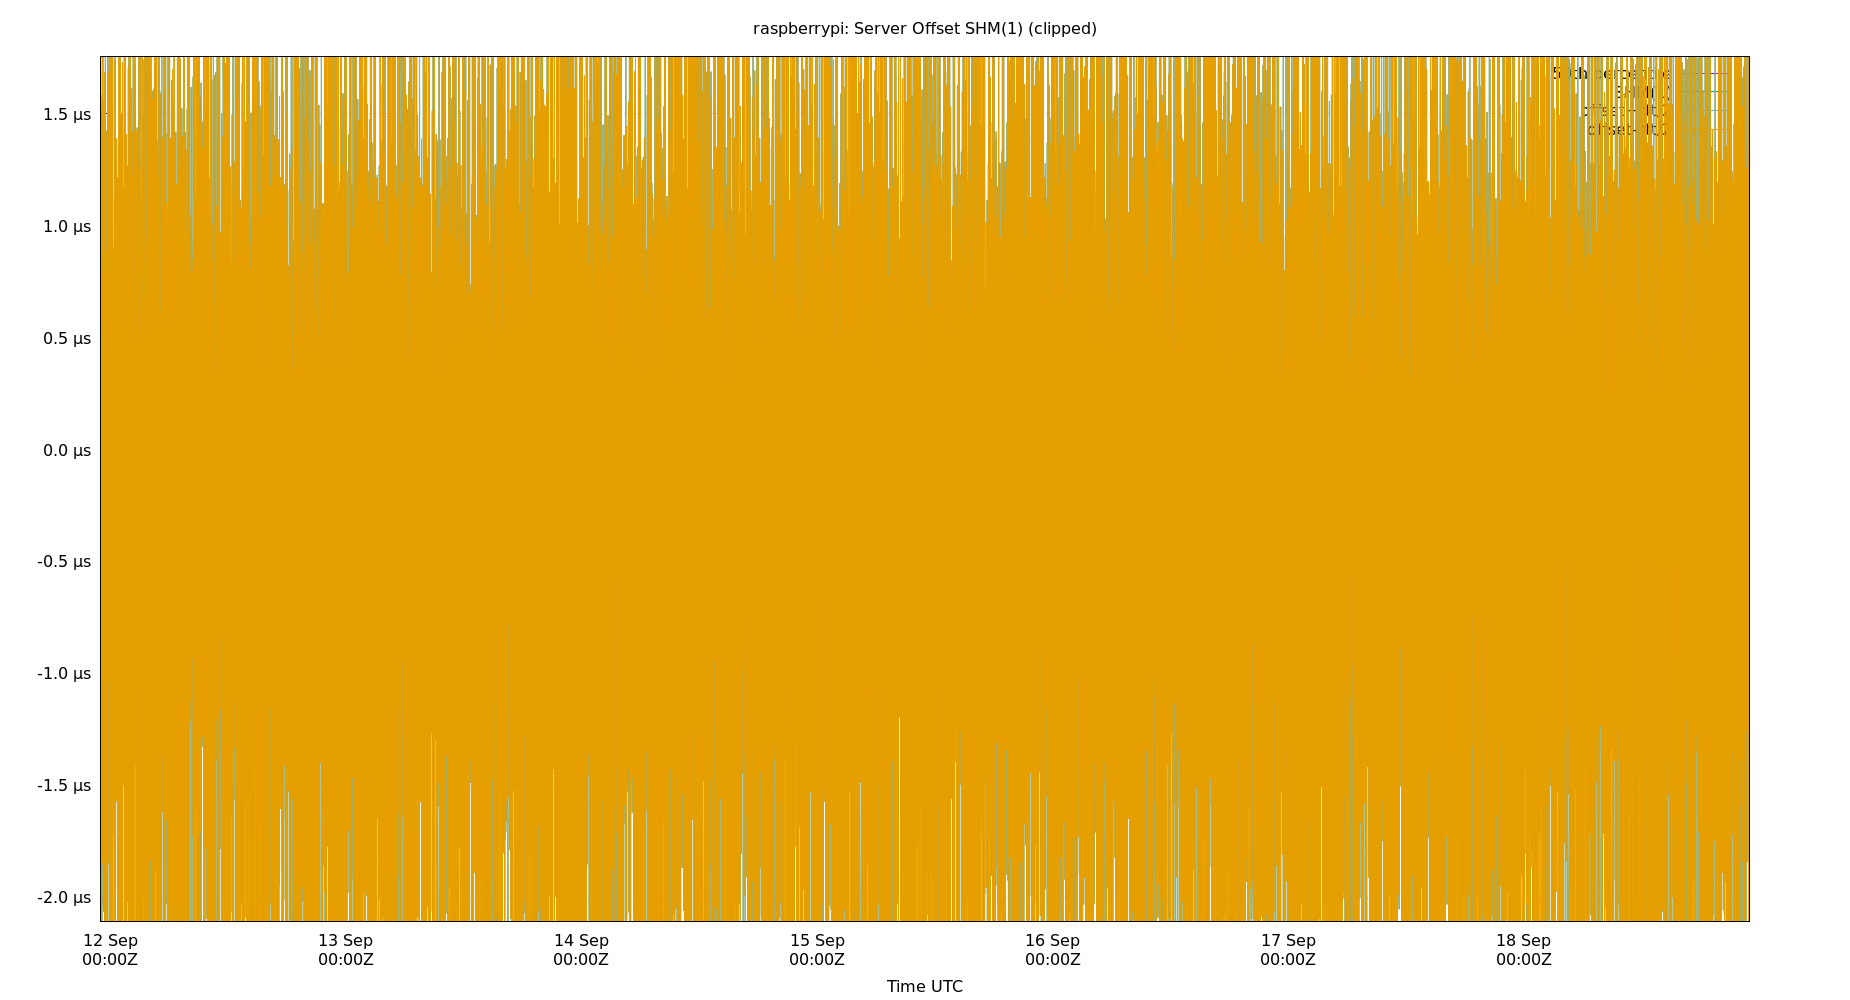 raspberrypi: Server Offset SHM(1) (clipped)
1.5 µs
1.0 µs
0.5 µs
0.0 µs
-0.5 µs
-1.0 µs
-1.5 µs
-2.0 µs
12 Sep 13 Sep 14 Sep 15 Sep 16 Sep 17 Sep 18 Sep
00:00Z 00:00Z 00:00Z 00:00Z 00:00Z 00:00Z 00:00Z
Time UTC